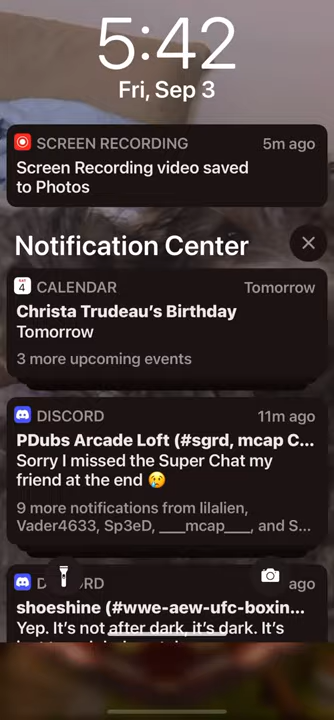 5:42
Fri, Sep 3
SCREEN RECORDING 5m ago
Screen Recording video saved
to Photos
Notification Center
4
CALENDAR Tomorrow
Christa Trudeau's Birthday
Tomorrow
3 more upcoming events
DISCORD 11m ago
PDubs Arcade Loft (#sgrd, mcap C...
Sorry I missed the Super Chat my
friend at the end 😢
9 more notifications from lilalien,
Vader4633, Sp3eD, ___mcap___, and S...
ago
shoeshine (#wwe-aew-ufc-boxin...
Yep. It's not after dark, it's dark. It's